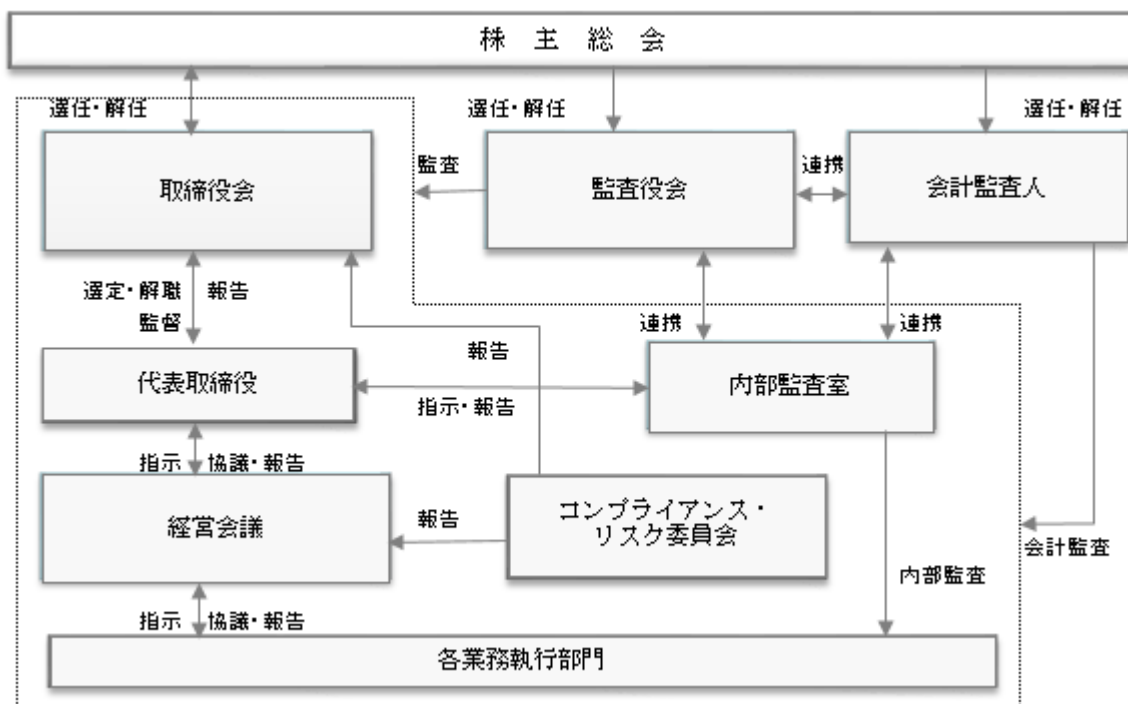 株 主 総 会
選任・解任
選任・解任
選任・解任
取締役会
監査
監査役会
連携
会計監査人
選定・解職 報告
監督
連携
連携
報告
代表取締役
指示・報告
内部監査室
指示 協議・報告
経営会議
報告
コンプライアンス・
リスク委員会
会計監査
内部監査
指示 協議・報告
各業務執行部門